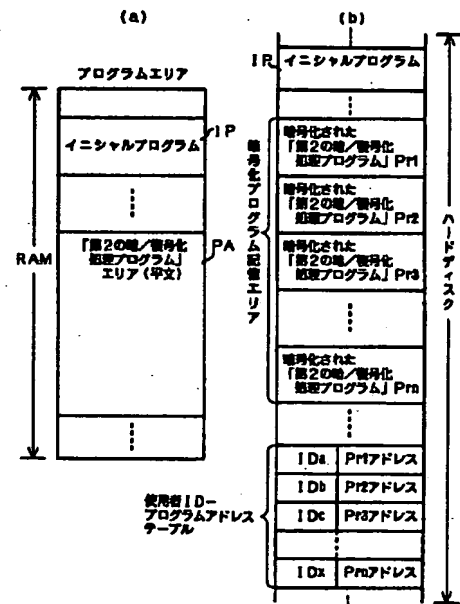 (a)
プログラムエリア
イニシャルプログラム
IP
「第2の暗/復号化
処理プログラム」
エリア(平文)
PA
RAM
(b)
IP
イニシャルプログラム
暗号化された
「第2の暗/復号化
処理プログラム」Pr1
暗号化された
「第2の暗/復号化
処理プログラム」Pr2
暗号化された
「第2の暗/復号化
処理プログラム」Pr3
暗号化された
「第2の暗/復号化
処理プログラム」Prn
暗号化プログラム記憶エリア
ハードディスク
使用者ID-
プログラムアドレス
テーブル
IDa Pr1アドレス
IDb Pr2アドレス
IDc Pr3アドレス
IDx Prnアドレス